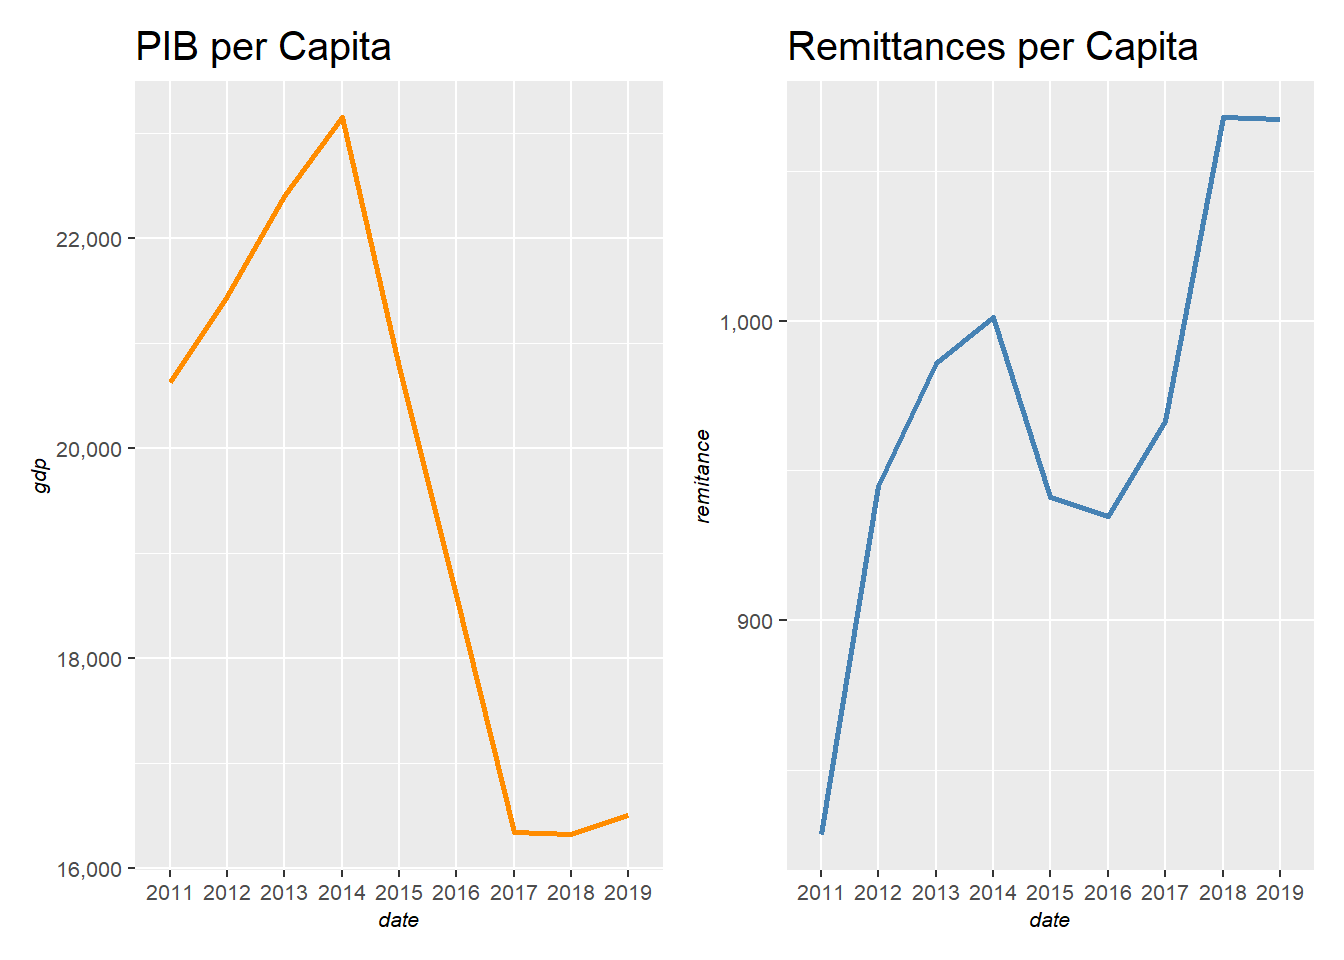 PIB per Capita
22,000
20,000
18,000
16,000
gdp
2011 2012 2013 2014 2015 2016 2017 2018 2019
date
Remittances per Capita
1,000
900
remitance
2011 2012 2013 2014 2015 2016 2017 2018 2019
date